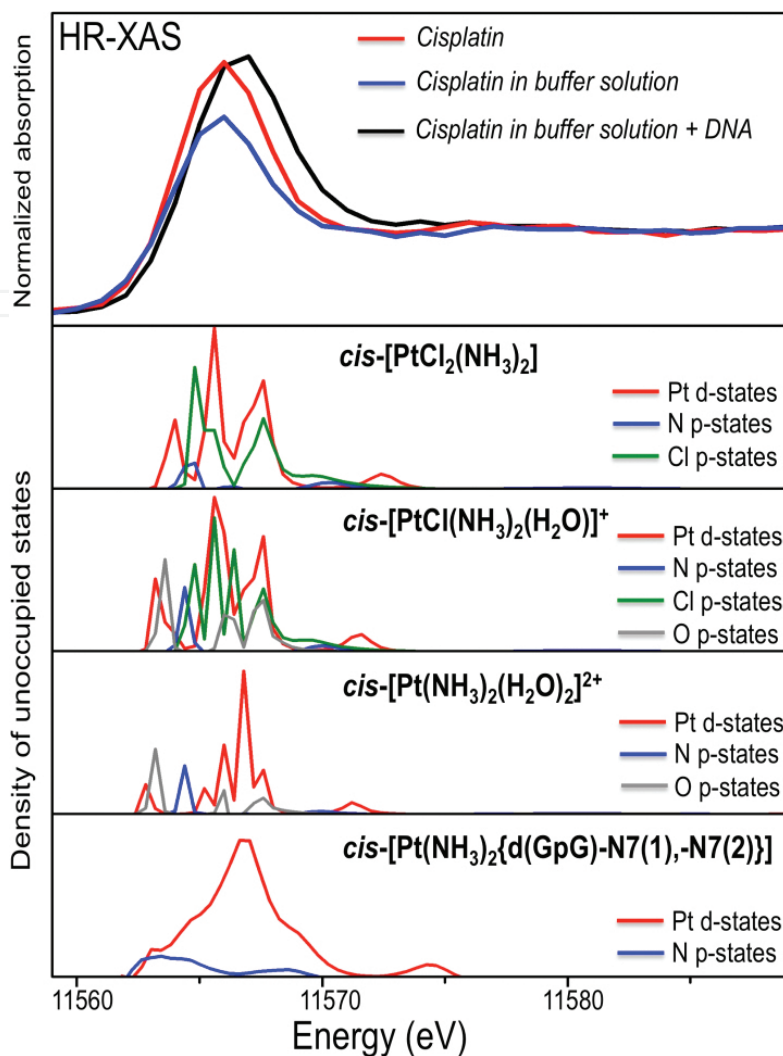 HR-XAS
Cisplatin
Cisplatin in buffer solution
Cisplatin in buffer solution + DNA
Normalized absorption
cis-[PtCl₂(NH₃)₂]
Pt d-states
N p-states
Cl p-states
cis-[PtCl(NH₃)₂(H₂O)]⁺
Pt d-states
N p-states
Cl p-states
O p-states
cis-[Pt(NH₃)₂(H₂O)₂]²⁺
Pt d-states
N p-states
O p-states
cis-[Pt(NH₃)₂{d(GpG)-N7(1),-N7(2)}]
Pt d-states
N p-states
Density of unoccupied states
11560 11570 11580
Energy (eV)